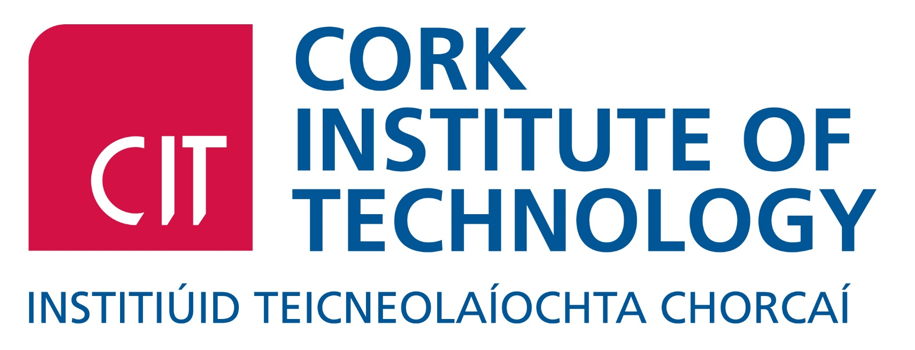 CIT
CORK
INSTITUTE OF
TECHNOLOGY
INSTITIÚID TEICNEOLAÍOCHTA CHORCAÍ